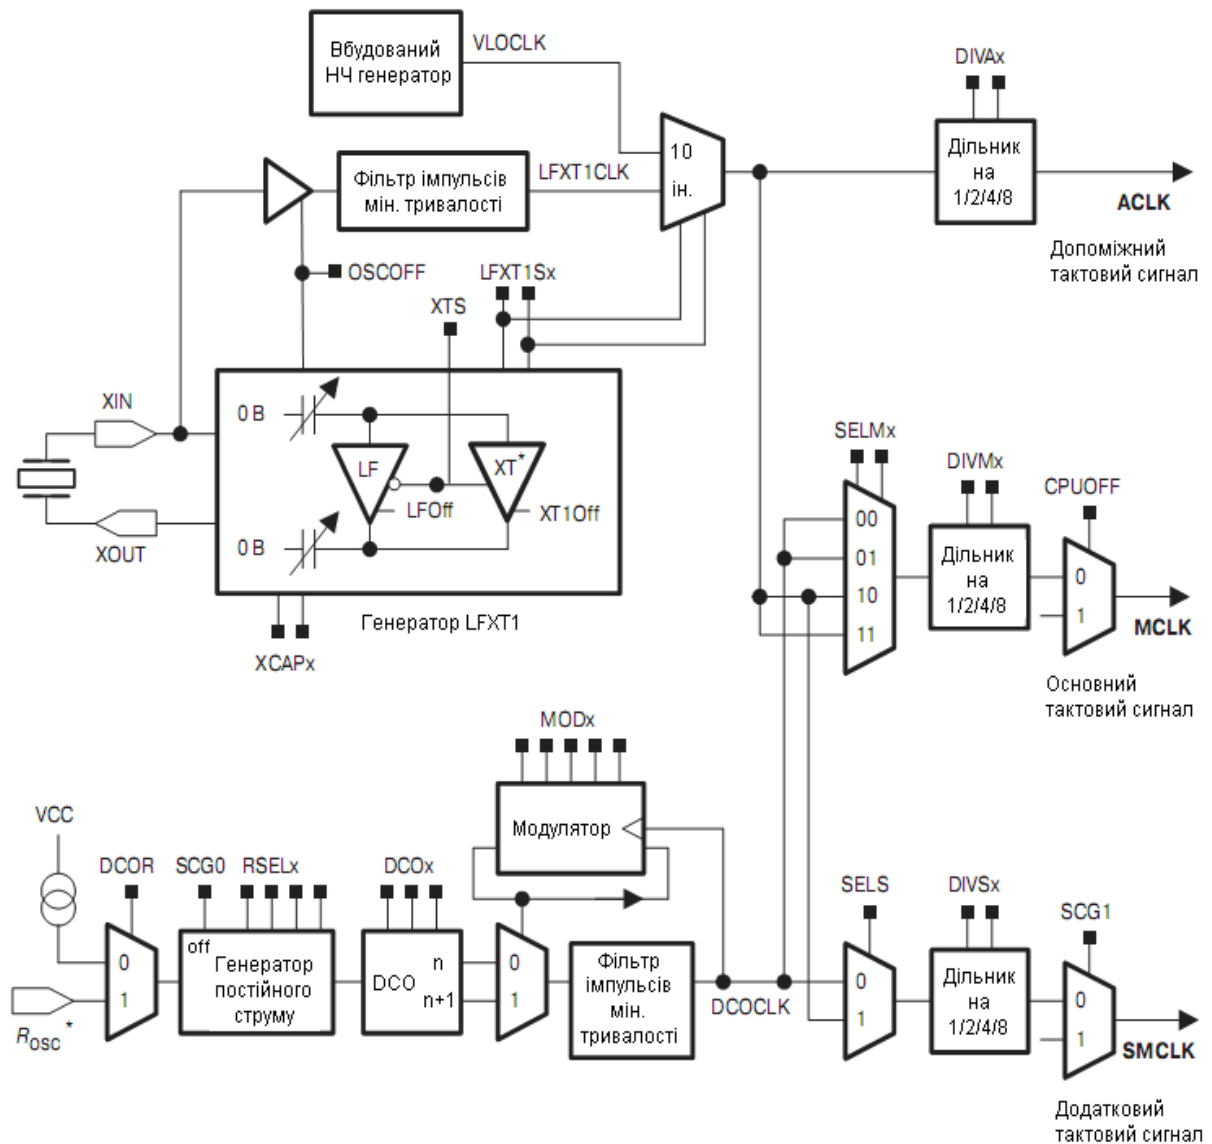 Вбудований
НЧ генератор
VLOCLK
DIVAx
10
ін.
Дільник
на
1/2/4/8
ACLK
Допоміжний
тактовий сигнал
Фільтр імпульсів
мін. тривалості
LFXT1CLK
OSCOFF
LFXT1Sx
XTS
XIN
XOUT
0 В
LF
XT*
LFOff
XT1Off
0 В
XCAPx
Генератор LFXT1
SELMx
00
01
10
11
DIVMx
Дільник
на
1/2/4/8
CPUOFF
0
1
MCLK
Основний
тактовий сигнал
MODx
Модулятор
VCC
DCOR
SCG0
RSELx
DCOx
0
1
ROSC*
off
Генератор
постійного
струму
DCO
n
n+1
0
1
Фільтр
імпульсів
мін.
тривалості
DCOCLK
SELS
0
1
DIVSx
Дільник
на
1/2/4/8
SCG1
0
1
SMCLK
Додатковий
тактовий сигнал